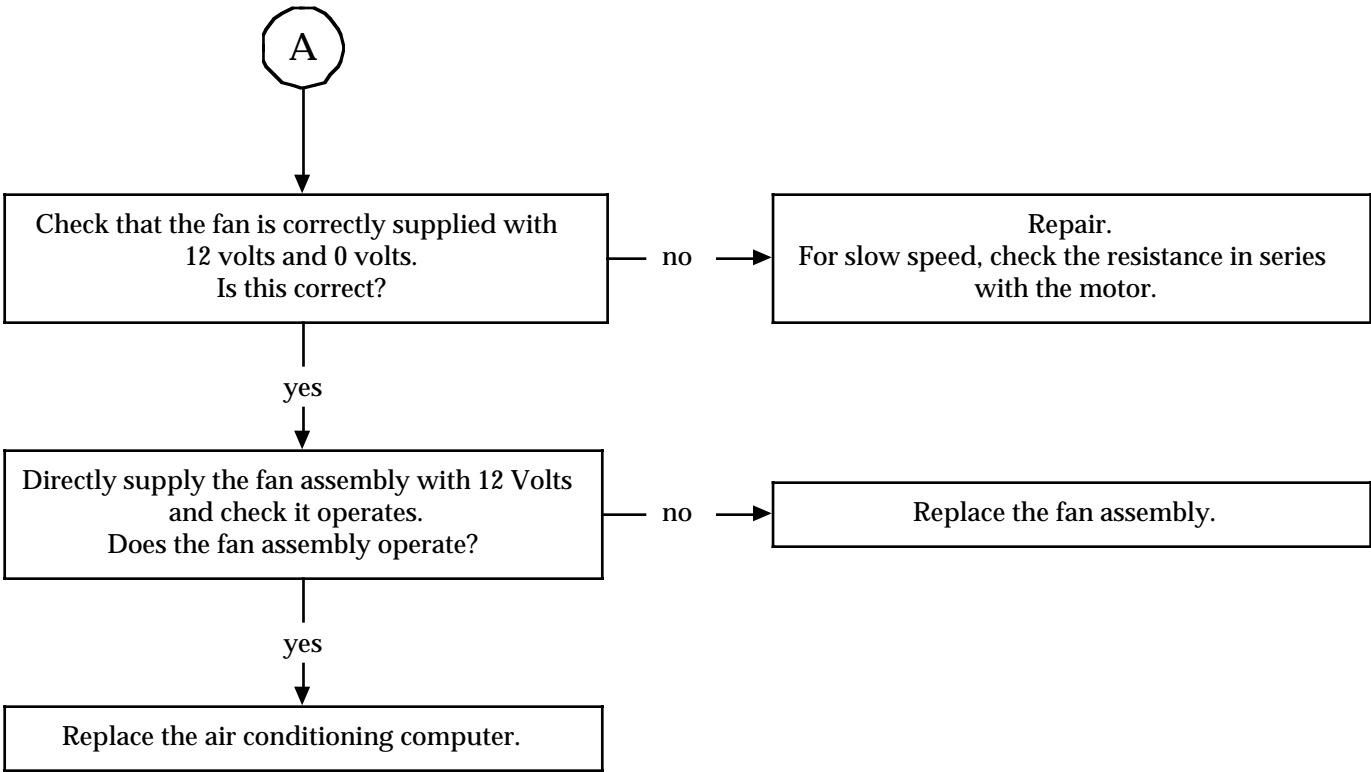 A
Check that the fan is correctly supplied with
12 volts and 0 volts.
Is this correct?
no
Repair.
For slow speed, check the resistance in series
with the motor.
yes
Directly supply the fan assembly with 12 Volts
and check it operates.
Does the fan assembly operate?
no
Replace the fan assembly.
yes
Replace the air conditioning computer.